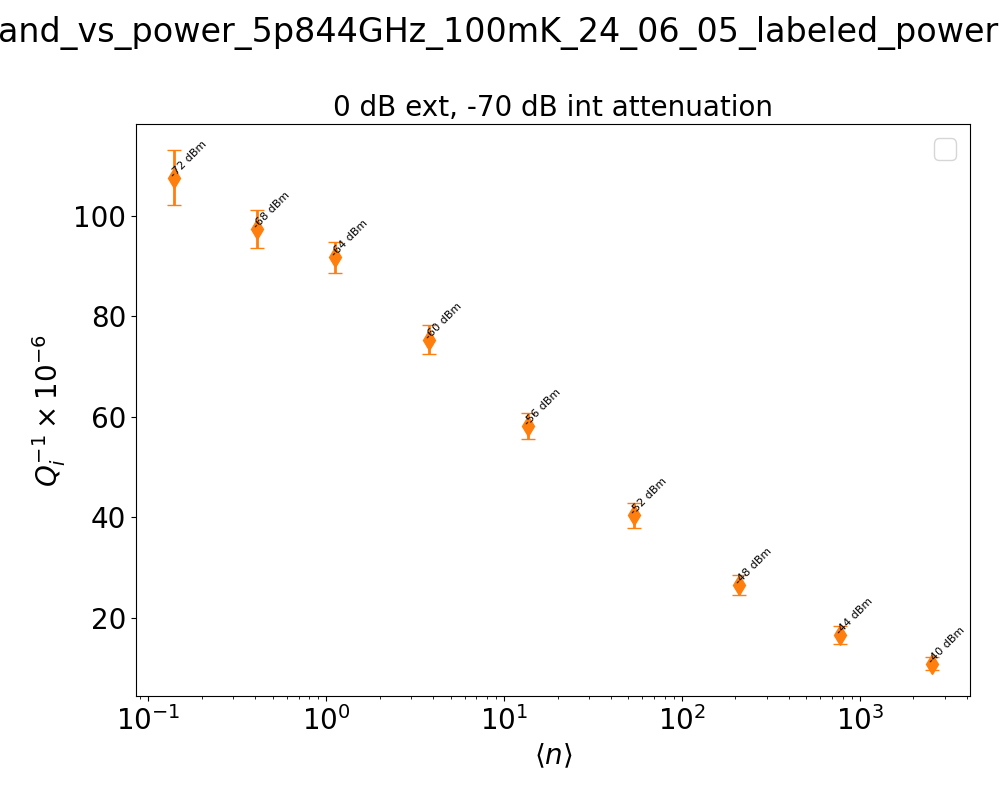 and_vs_power_5p844GHz_100mK_24_06_05_labeled_power
0 dB ext, -70 dB int attenuation
-72 dBm
-68 dBm
-64 dBm
-60 dBm
-56 dBm
-52 dBm
-48 dBm
-44 dBm
-40 dBm
100
80
60
40
20
Q_i^{-1} × 10^{-6}
10^{-1} 10^0 10^1 10^2 10^3
⟨n⟩